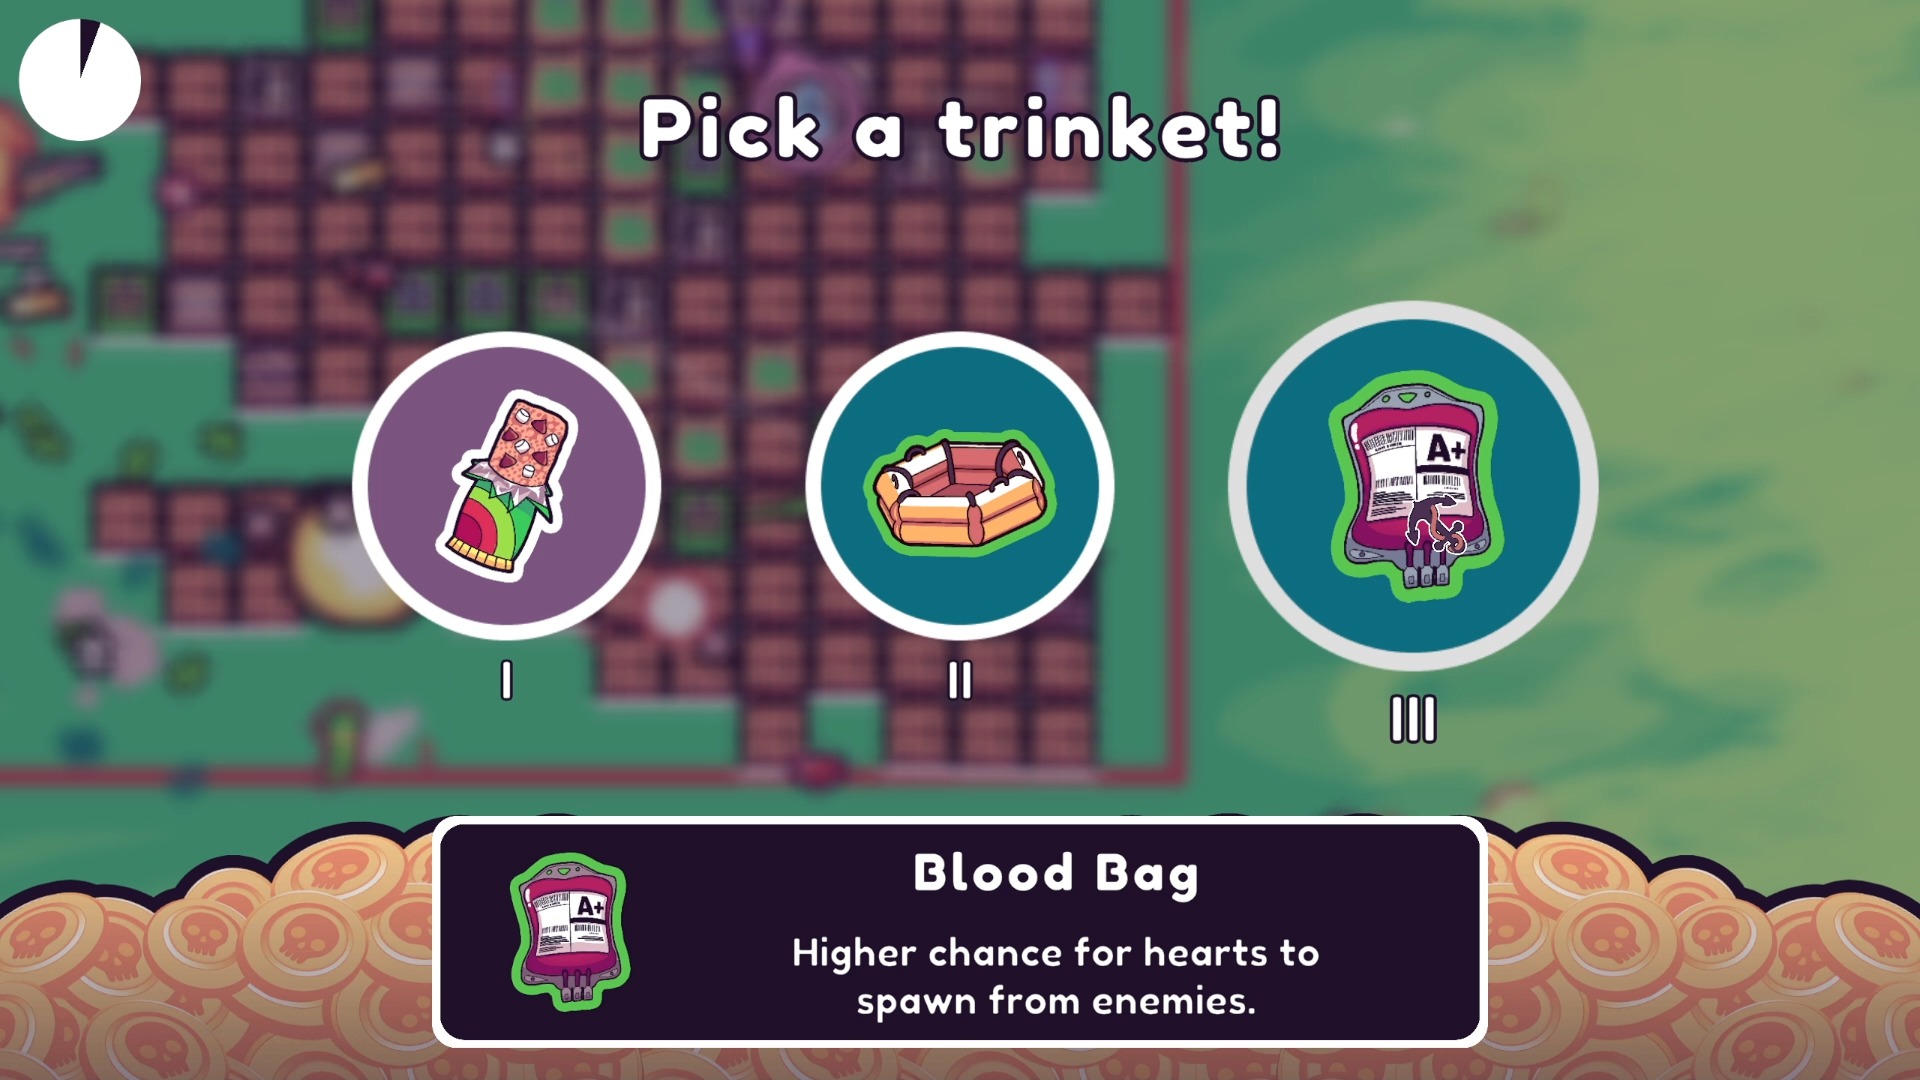 Pick a trinket!
A+
I
II
III
A+
Blood Bag
Higher chance for hearts to
spawn from enemies.